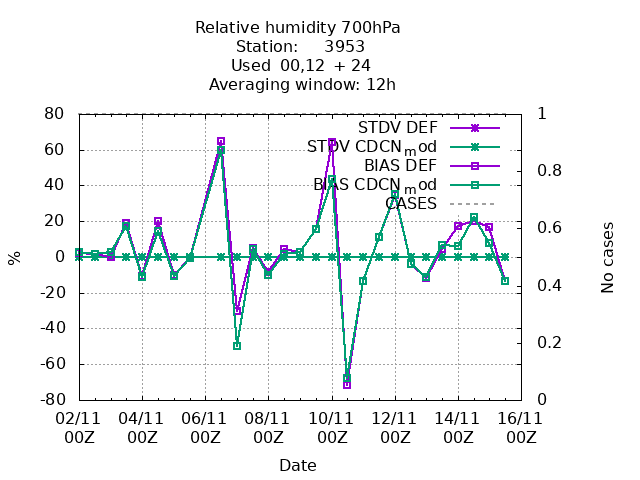 Relative humidity 700hPa
Station: 3953
Used 00,12 + 24
Averaging window: 12h
STDV DEF
STDV CDCN_mod
BIAS DEF
BIAS CDCN_mod
CASES
80
60
40
20
0
-20
-40
-60
-80
%
1
0.8
0.6
0.4
0.2
0
No cases
02/11 04/11 06/11 08/11 10/11 12/11 14/11 16/11
00Z 00Z 00Z 00Z 00Z 00Z 00Z 00Z
Date